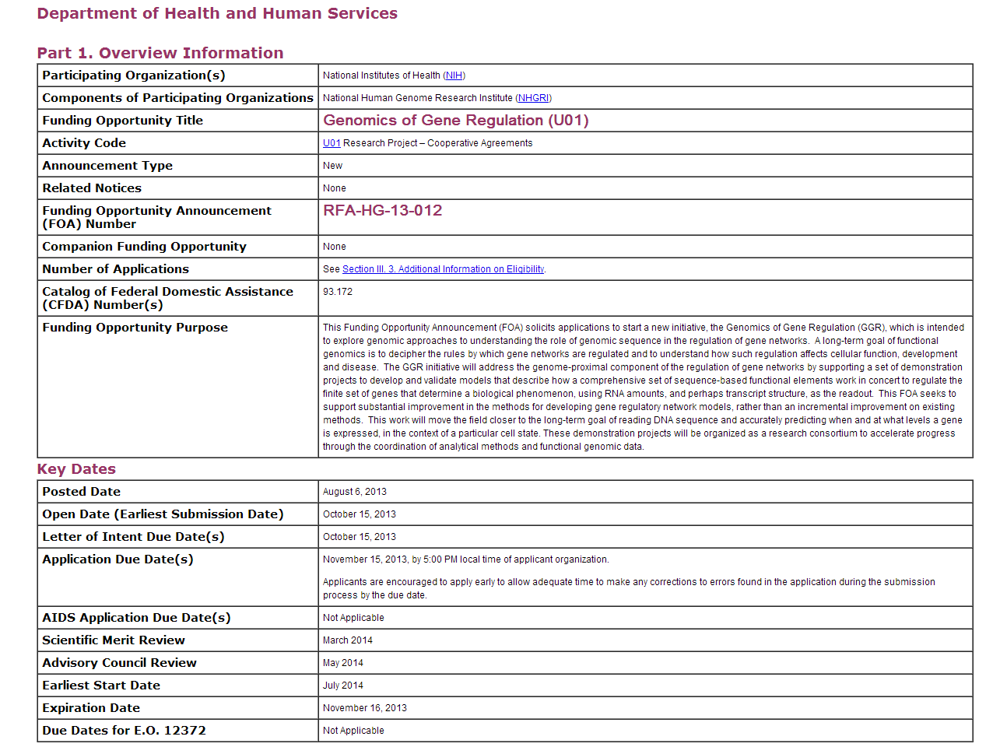 Department of Health and Human Services
Part 1. Overview Information
Participating Organization(s)
National Institutes of Health (NIH)
Components of Participating Organizations
National Human Genome Research Institute (NHGRI)
Funding Opportunity Title
Genomics of Gene Regulation (U01)
Activity Code
U01 Research Project – Cooperative Agreements
Announcement Type
New
Related Notices
None
Funding Opportunity Announcement
(FOA) Number
RFA-HG-13-012
Companion Funding Opportunity
None
Number of Applications
See Section III. 3. Additional Information on Eligibility.
Catalog of Federal Domestic Assistance
(CFDA) Number(s)
93.172
Funding Opportunity Purpose
This Funding Opportunity Announcement (FOA) solicits applications to start a new initiative, the Genomics of Gene Regulation (GGR), which is intended
to explore genomic approaches to understanding the role of genomic sequence in the regulation of gene networks.  A long-term goal of functional
genomics is to decipher the rules by which gene networks are regulated and to understand how such regulation affects cellular function, development
and disease.  The GGR initiative will address the genome-proximal component of the regulation of gene networks by supporting a set of demonstration
projects to develop and validate models that describe how a comprehensive set of sequence-based functional elements work in concert to regulate the
finite set of genes that determine a biological phenomenon, using RNA amounts, and perhaps transcript structure, as the readout.  This FOA seeks to
support substantial improvement in the methods for developing gene regulatory network models, rather than an incremental improvement on existing
methods.  This work will move the field closer to the long-term goal of reading DNA sequence and accurately predicting when and at what levels a gene
is expressed, in the context of a particular cell state. These demonstration projects will be organized as a research consortium to accelerate progress
through the coordination of analytical methods and functional genomic data.
Key Dates
Posted Date
August 6, 2013
Open Date (Earliest Submission Date)
October 15, 2013
Letter of Intent Due Date(s)
October 15, 2013
Application Due Date(s)
November 15, 2013, by 5:00 PM local time of applicant organization.
Applicants are encouraged to apply early to allow adequate time to make any corrections to errors found in the application during the submission
process by the due date.
AIDS Application Due Date(s)
Not Applicable
Scientific Merit Review
March 2014
Advisory Council Review
May 2014
Earliest Start Date
July 2014
Expiration Date
November 16, 2013
Due Dates for E.O. 12372
Not Applicable